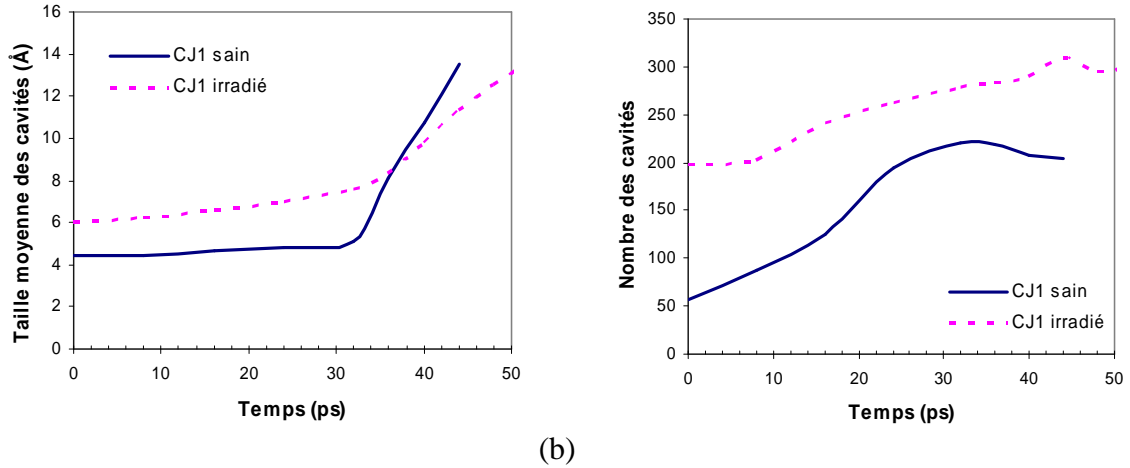 Taille moyenne des cavités (Å)
16
14
12
10
8
6
4
2
0
CJ1 sain
CJ1 irradié
0 10 20 30 40 50
Temps (ps)
Nombre des cavités
350
300
250
200
150
100
50
0
CJ1 sain
CJ1 irradié
0 10 20 30 40 50
Temps (ps)
(b)